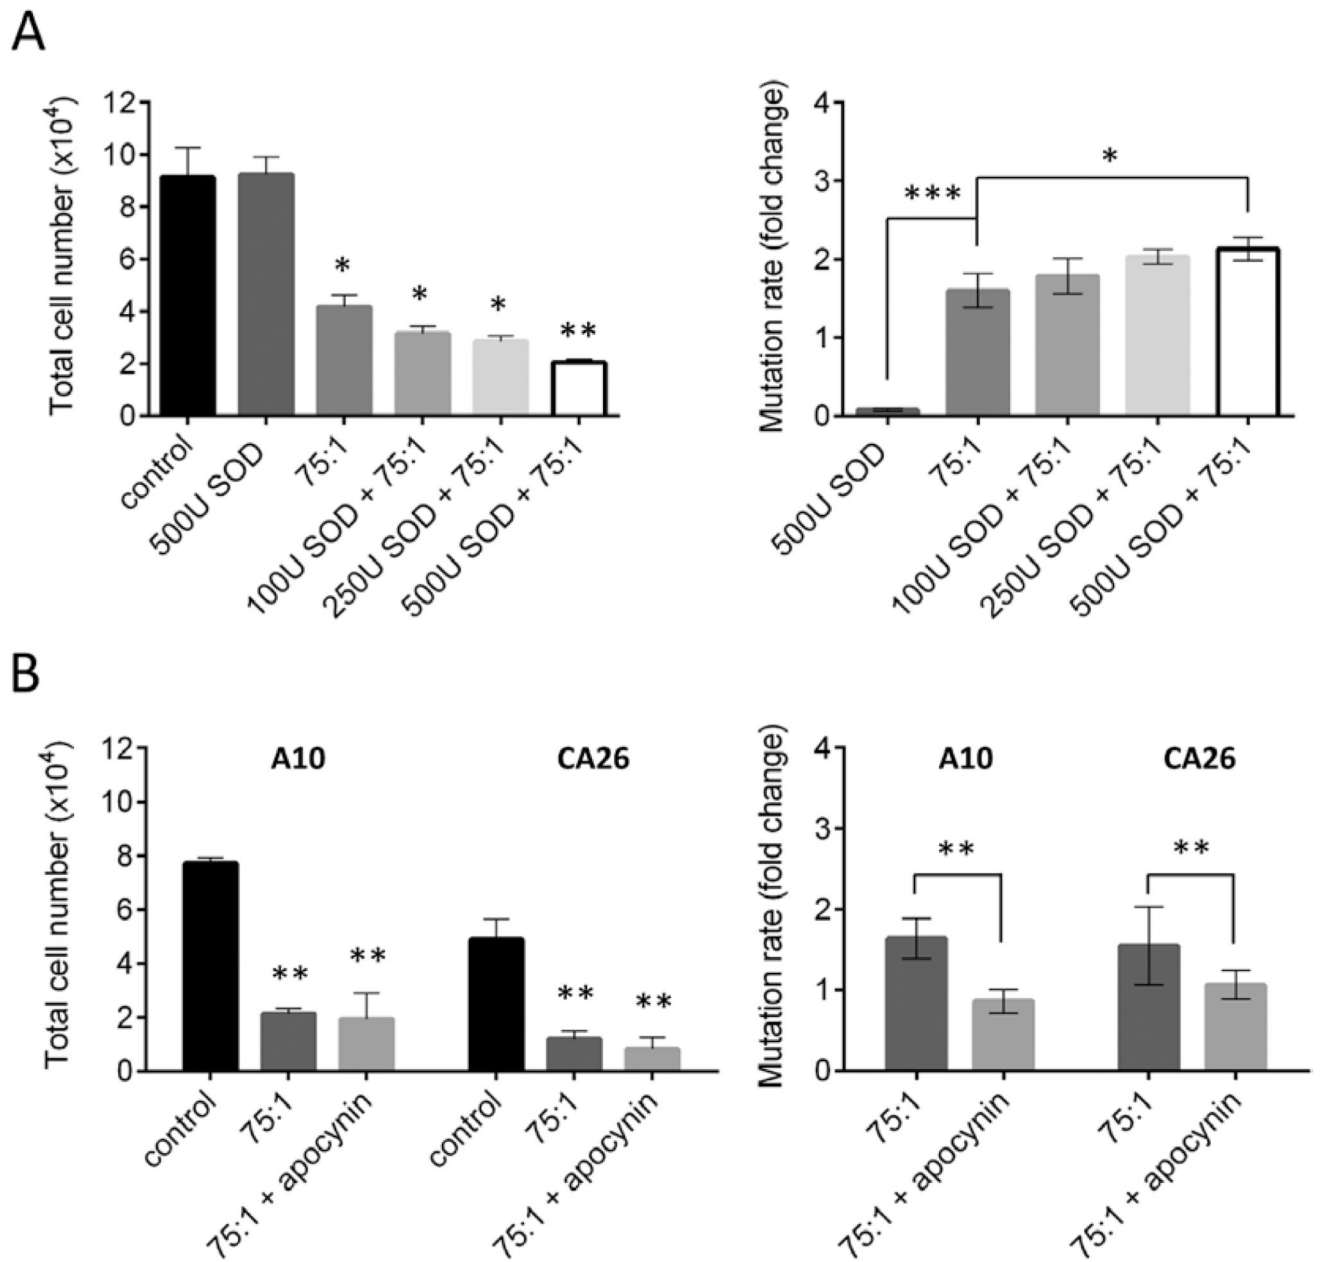 A
Total cell number (x10⁴)
12
10
8
6
4
2
0
*
*
*
**
control
500U SOD
75:1
100U SOD + 75:1
250U SOD + 75:1
500U SOD + 75:1
Mutation rate (fold change)
4
3
2
1
0
***
*
500U SOD
75:1
100U SOD + 75:1
250U SOD + 75:1
500U SOD + 75:1
B
Total cell number (x10⁴)
12
10
8
6
4
2
0
A10
CA26
**
**
**
**
control
75:1
75:1 + apocynin
control
75:1
75:1 + apocynin
Mutation rate (fold change)
4
3
2
1
0
A10
CA26
**
**
75:1
75:1 + apocynin
75:1
75:1 + apocynin